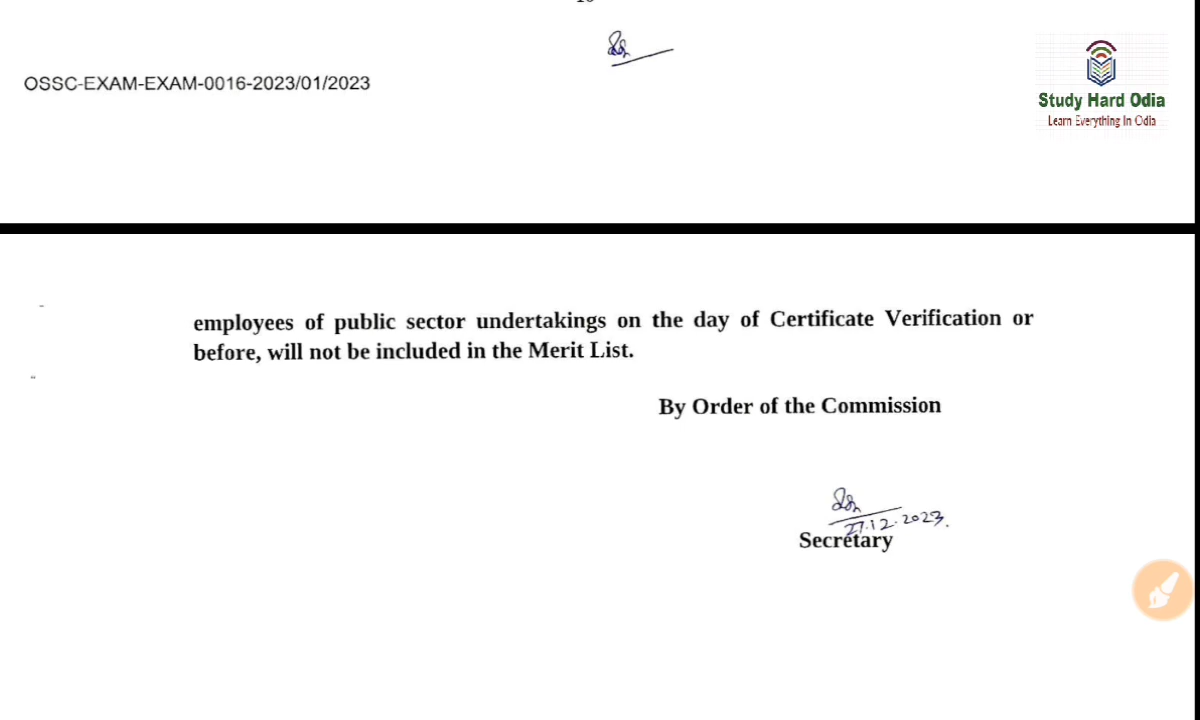 OSSC-EXAM-EXAM-0016-2023/01/2023
Study Hard Odia
Learn Everything In Odia
employees of public sector undertakings on the day of Certificate Verification or
before, will not be included in the Merit List.
By Order of the Commission
27.12.2023.
Secretary